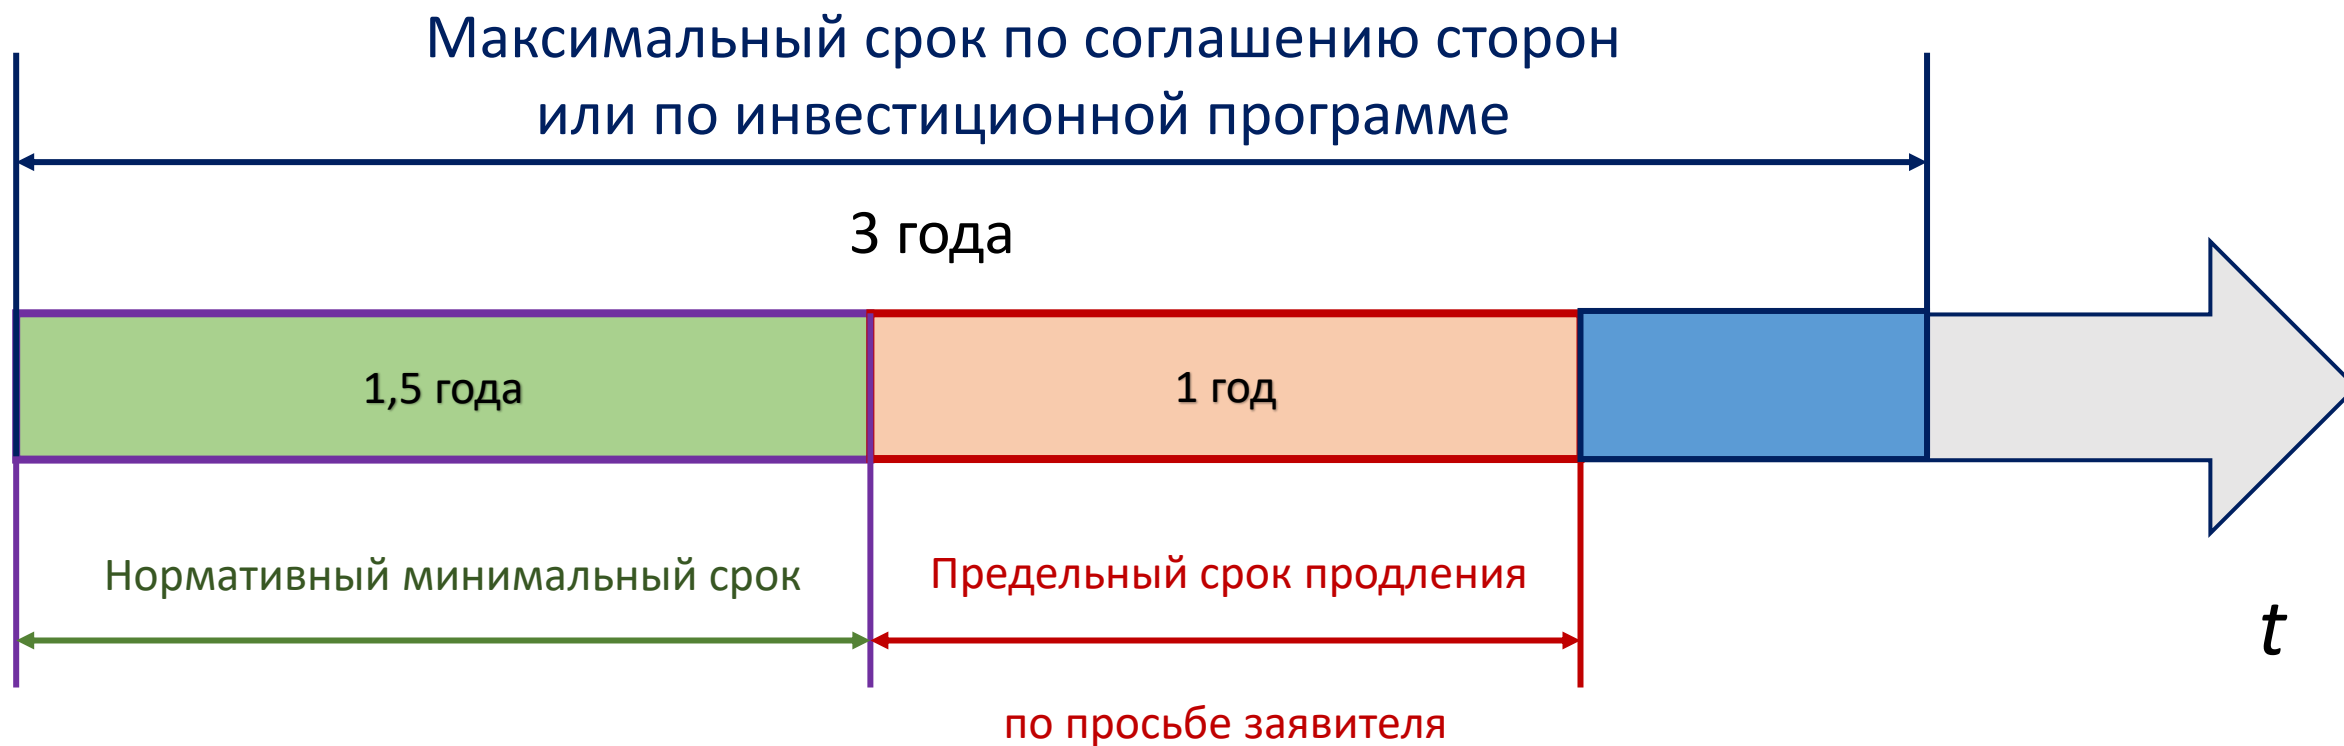 Максимальный срок по соглашению сторон
или по инвестиционной программе
3 года
1,5 года
1 год
Нормативный минимальный срок
Предельный срок продления
t
по просьбе заявителя